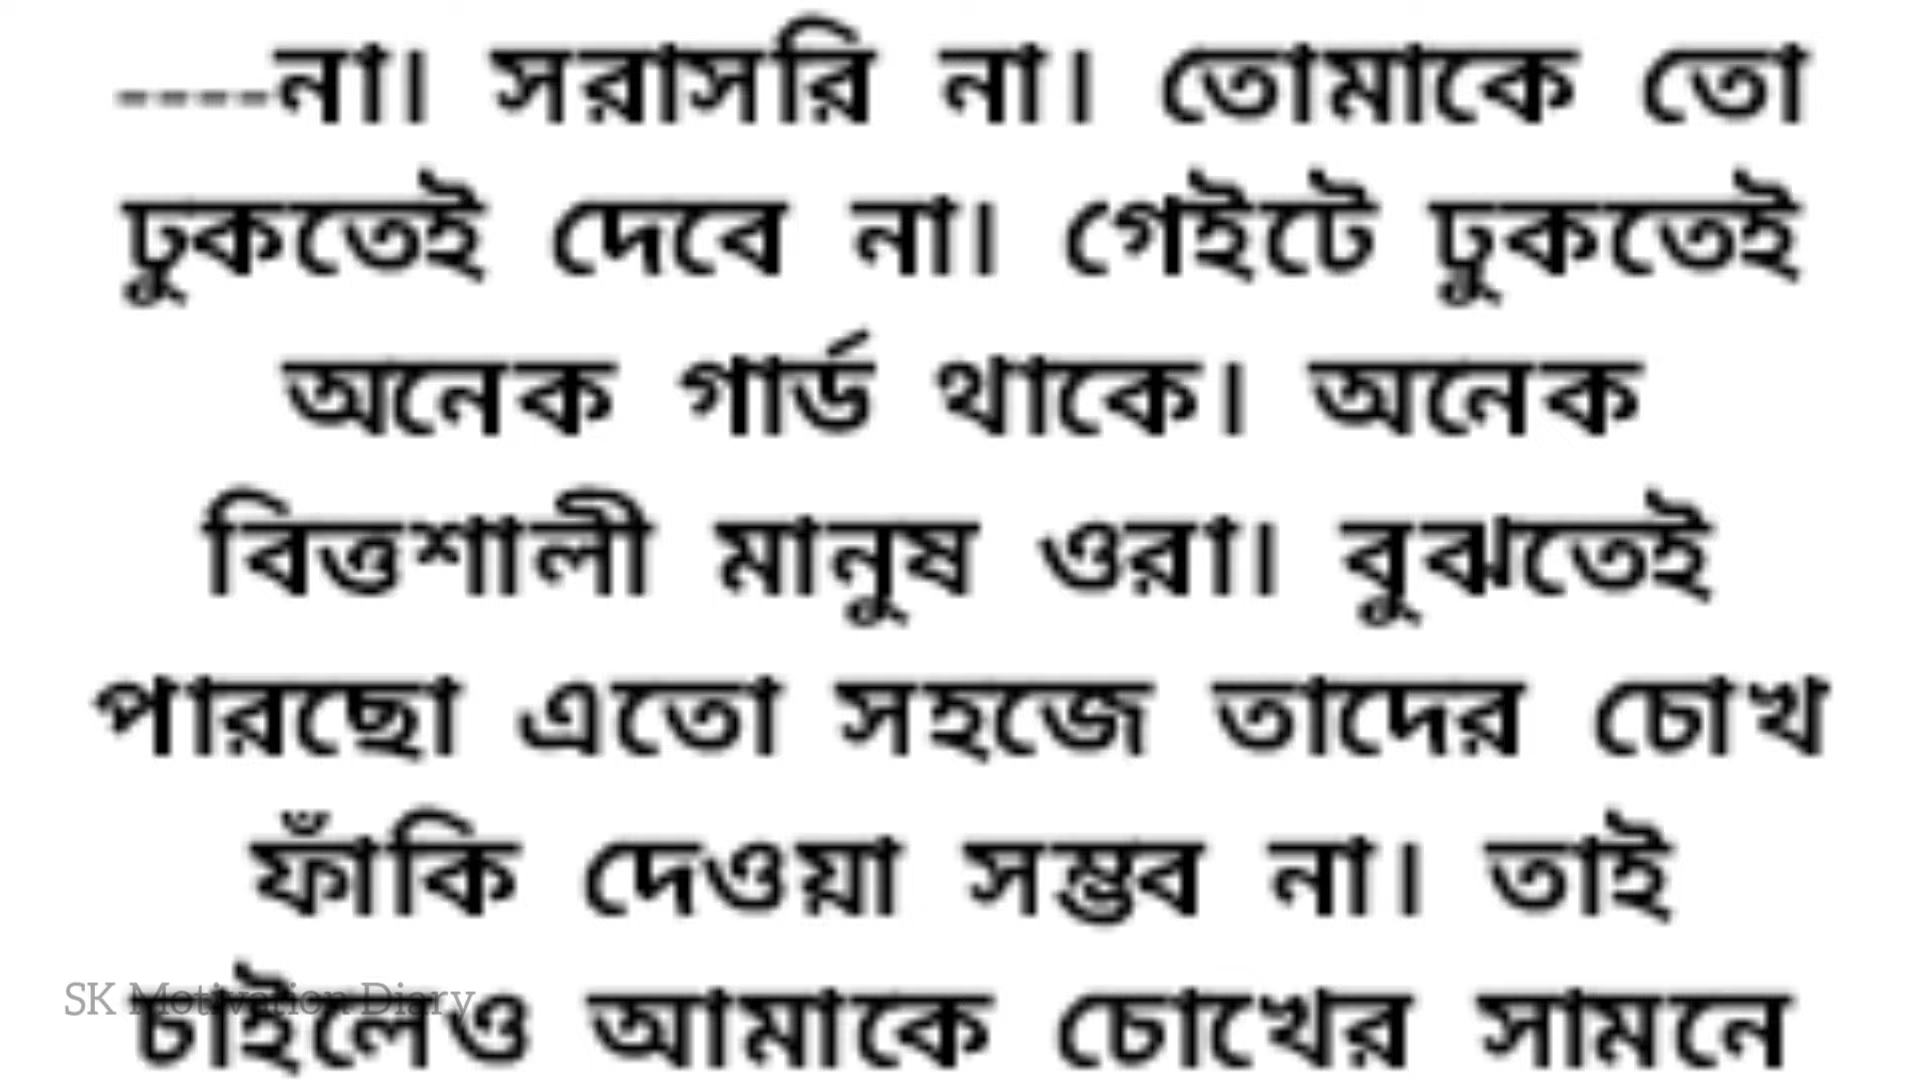 ----না। সরাসরি না। তোমাকে তো
ঢুকতেই দেবে না। গেইটে ঢুকতেই
অনেক গার্ড থাকে। অনেক
বিত্তশালী মানুষ ওরা। বুঝতেই
পারছো এতো সহজে তাদের চোখ
ফাঁকি দেওয়া সম্ভব না। তাই
SK Motivation Diary
চাইলেও আমাকে চোখের সামনে